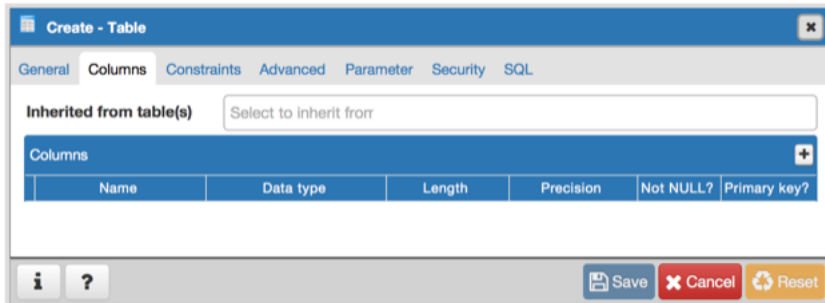 Create - Table
General Columns Constraints Advanced Parameter Security SQL
Inherited from table(s) Select to inherit from
Columns
Name Data type Length Precision Not NULL? Primary key?
i ? Save Cancel Reset